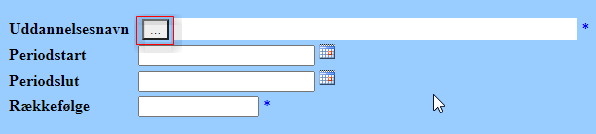 Uddannelsesnavn ... *
Periodstart
Periodslut
Rækkefølge *